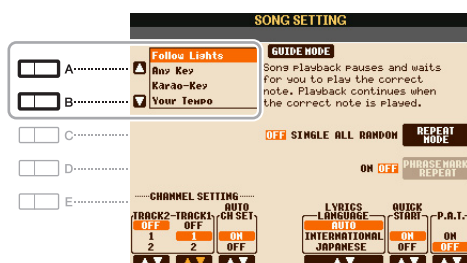 SONG SETTING
Follow Lights
Any Key
Karao-Key
Your Tempo
GUIDE MODE
Song playback pauses and waits
for you to play the correct
note. Playback continues when
the correct note is played.
A
B
C
D
E
OFF SINGLE ALL RANDOM REPEAT MODE
ON OFF PHRASEMARK REPEAT
CHANNEL SETTING
TRACK2 TRACK1 AUTO CH SET
OFF OFF
1 1 ON
2 2 OFF
LYRICS LANGUAGE QUICK START P.A.T.
AUTO
INTERNATIONAL ON ON
JAPANESE OFF OFF